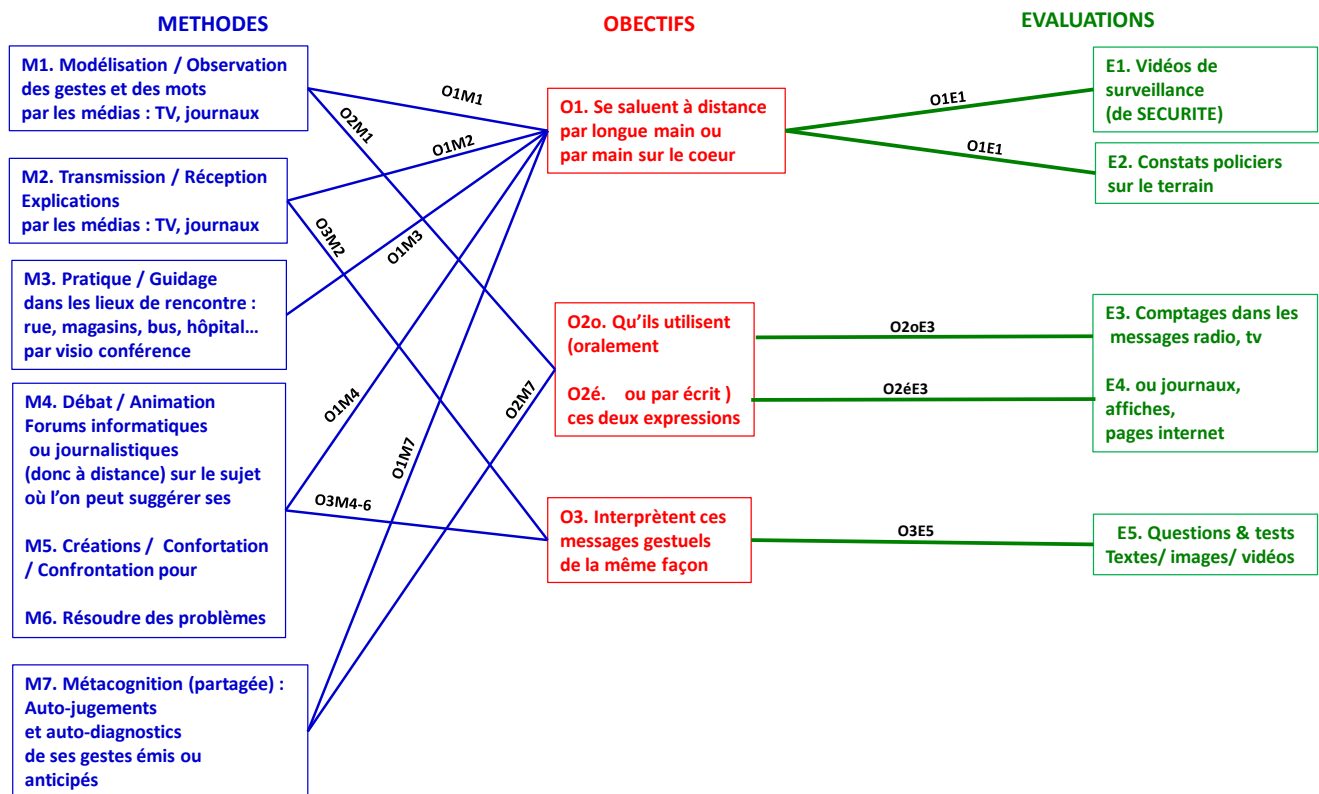 METHODES
OBECTIFS
EVALUATIONS
M1. Modélisation / Observation
des gestes et des mots
par les médias : TV, journaux
M2. Transmission / Réception
Explications
par les médias : TV, journaux
M3. Pratique / Guidage
dans les lieux de rencontre :
rue, magasins, bus, hôpital…
par visio conférence
M4. Débat / Animation
Forums informatiques
ou journalistiques
(donc à distance) sur le sujet
où l'on peut suggérer ses
M5. Créations / Confortation
/ Confrontation pour
M6. Résoudre des problèmes
M7. Métacognition (partagée) :
Auto-jugements
et auto-diagnostics
de ses gestes émis ou
anticipés
O1M1
O2M1
O1M2
O3M2
O1M3
O1M4
O1M7
O2M7
O3M4-6
O1. Se saluent à distance
par longue main ou
par main sur le coeur
O2o. Qu'ils utilisent
(oralement
O2é. ou par écrit )
ces deux expressions
O3. Interprètent ces
messages gestuels
de la même façon
O1E1
O1E1
O2oE3
O2éE3
O3E5
E1. Vidéos de
surveillance
(de SECURITE)
E2. Constats policiers
sur le terrain
E3. Comptages dans les
messages radio, tv
E4. ou journaux,
affiches,
pages internet
E5. Questions & tests
Textes/ images/ vidéos